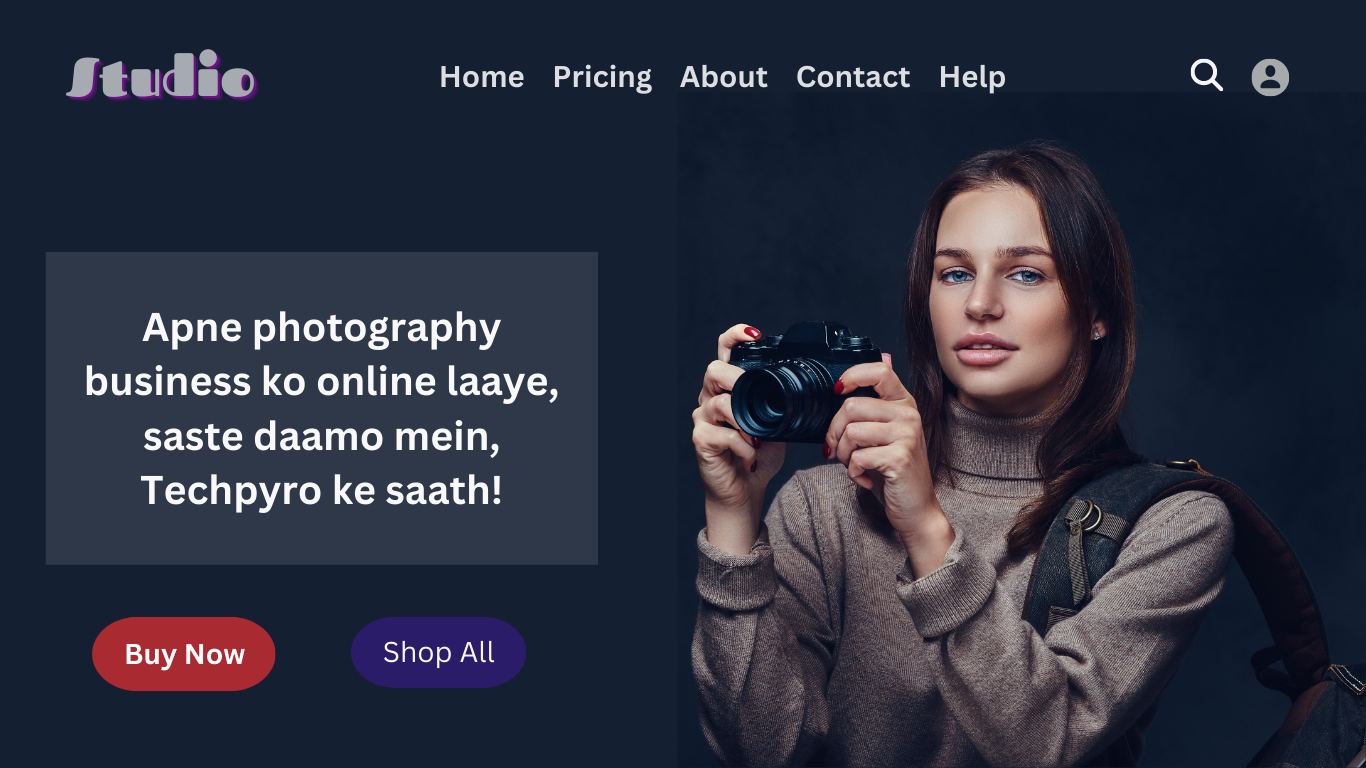 Studio
Home Pricing About Contact Help
Apne photography
business ko online laaye,
saste daamo mein,
Techpyro ke saath!
Buy Now
Shop All